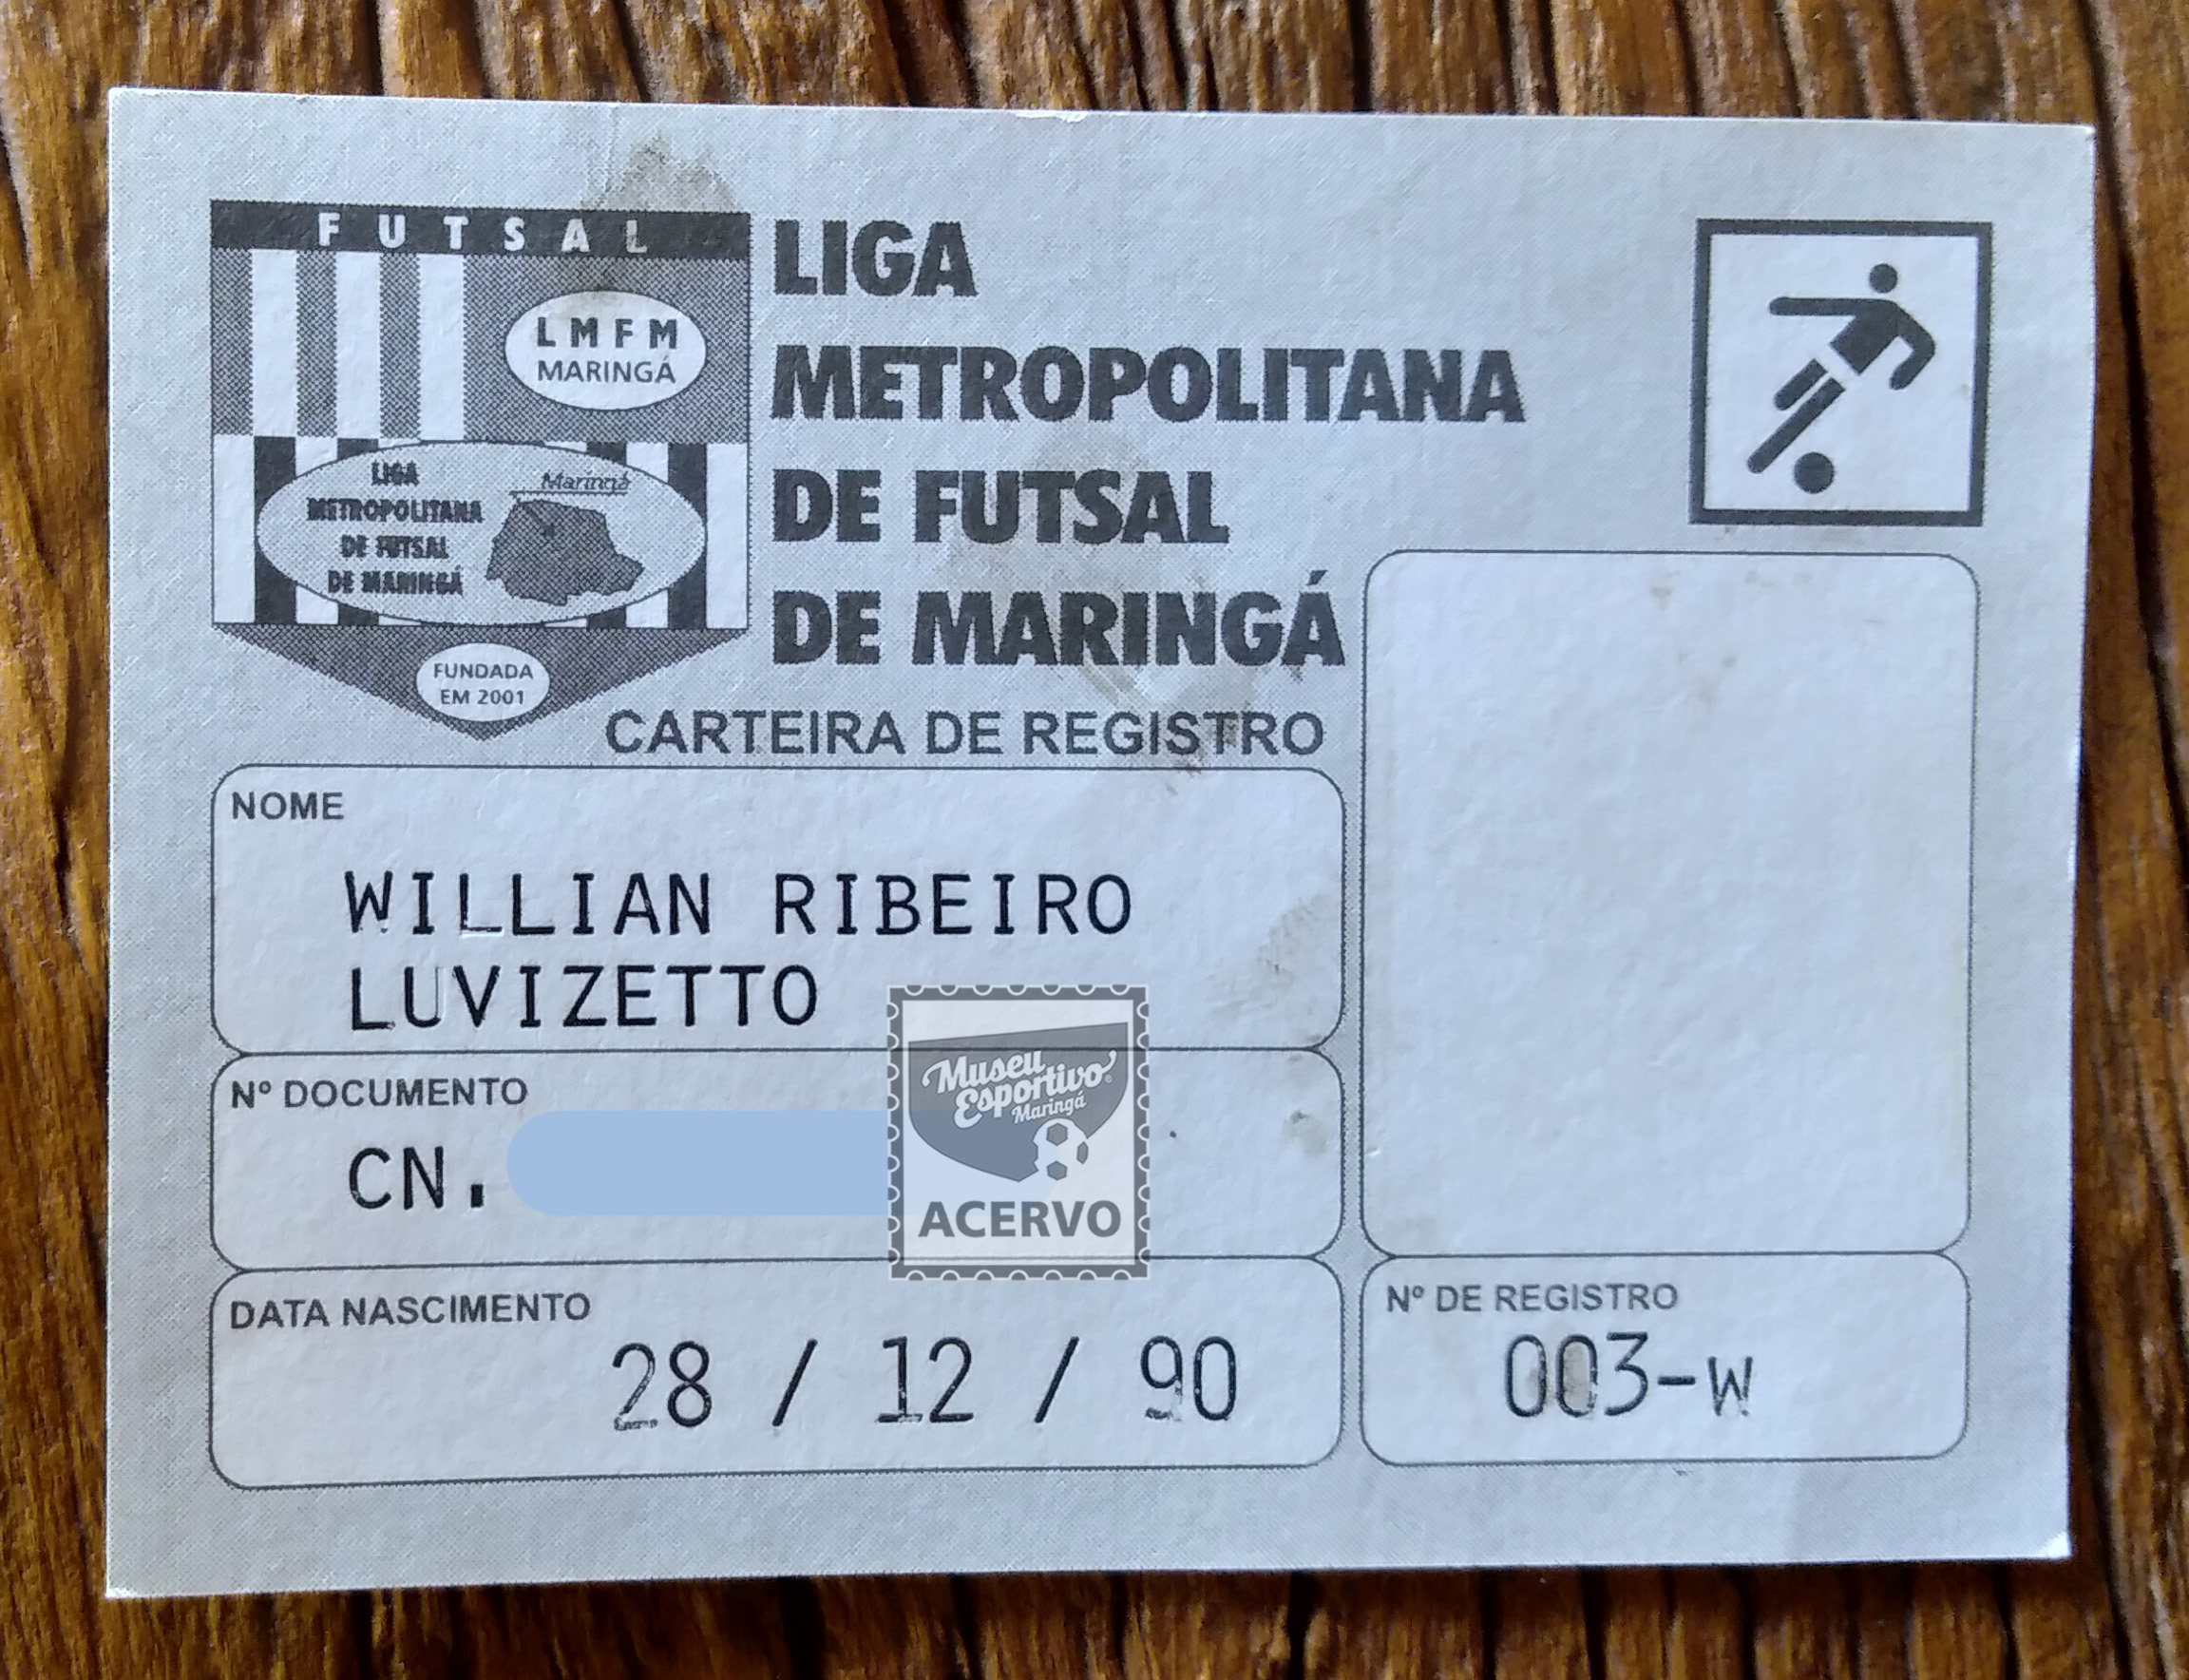 FUTSAL
LMFM
MARINGÁ
LIGA
METROPOLITANA
DE FUTSAL
DE MARINGÁ
Maringá
FUNDADA
EM 2001
LIGA
METROPOLITANA
DE FUTSAL
DE MARINGÁ
CARTEIRA DE REGISTRO
NOME
WILLIAN RIBEIRO
LUVIZETTO
Nº DOCUMENTO
CN.
Museu
Esportivo
Maringá
ACERVO
DATA NASCIMENTO
28 / 12 / 90
Nº DE REGISTRO
003-W